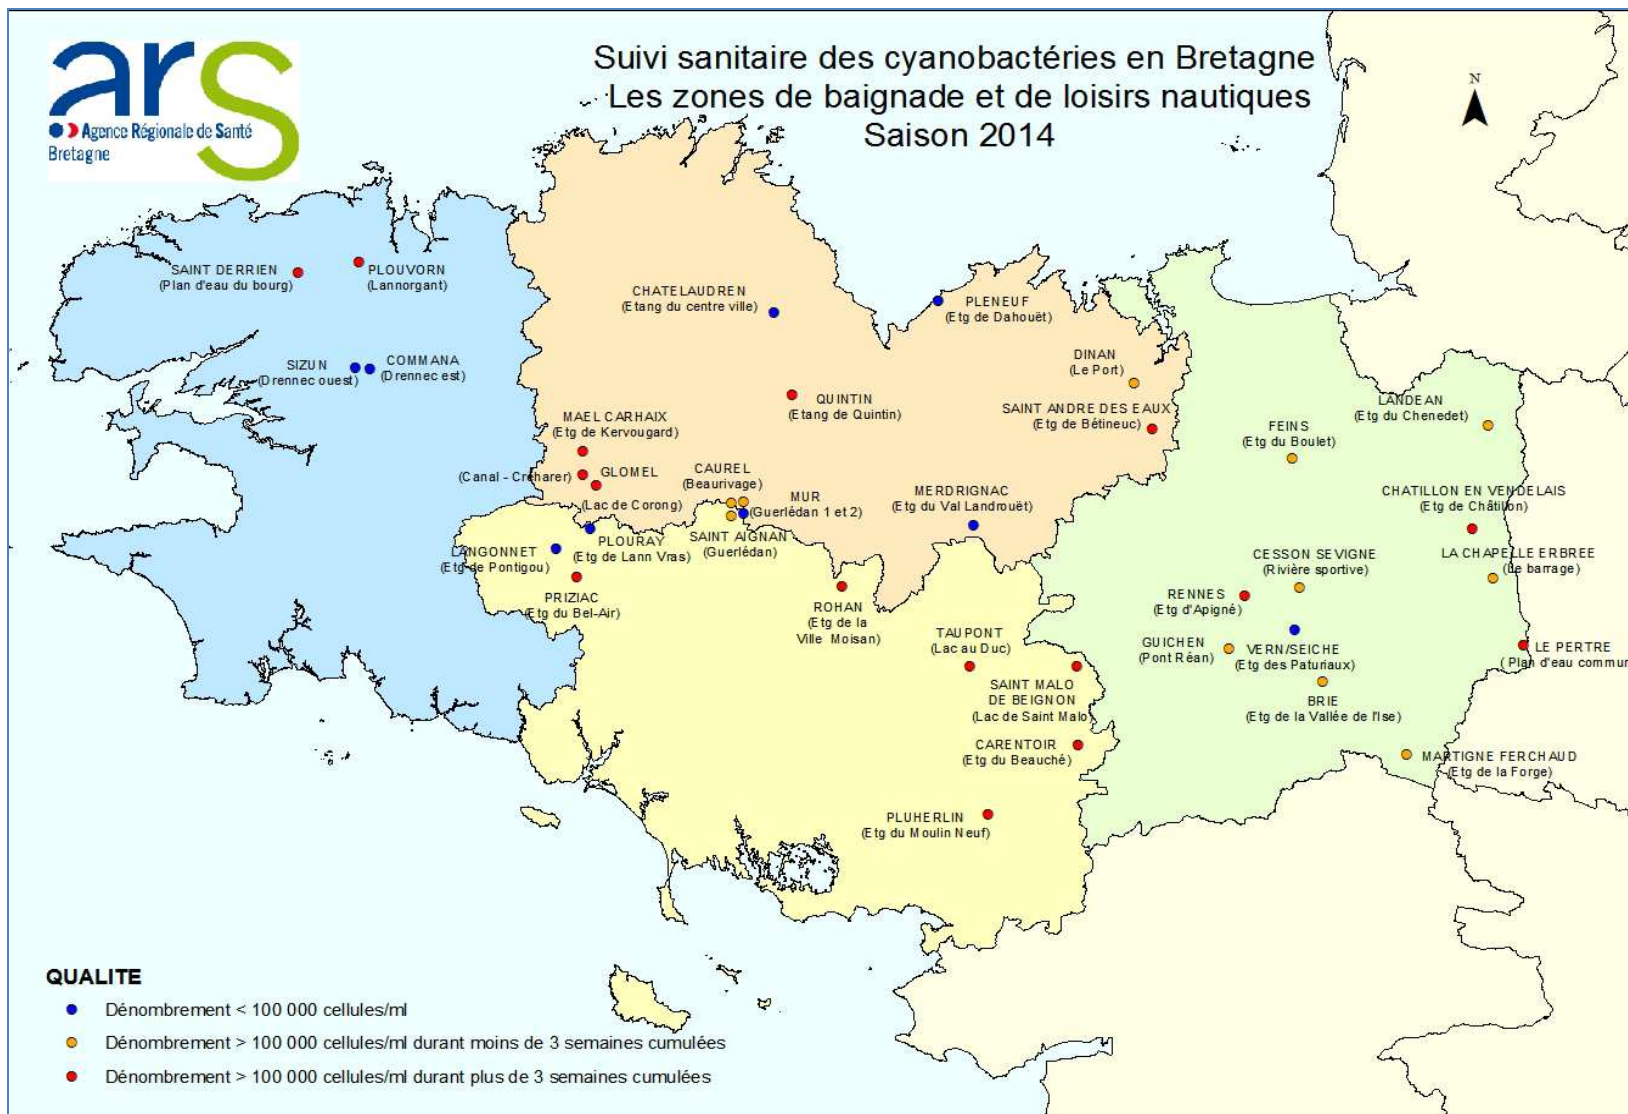 ars
Agence Régionale de Santé
Bretagne
Suivi sanitaire des cyanobactéries en Bretagne
Les zones de baignade et de loisirs nautiques
Saison 2014
N
SAINT DERRIEN
(Plan d'eau du bourg)
PLOUVORN
(Lannorgant)
SIZUN
(Drennec ouest)
COMMANA
(Drennec est)
CHATELAUDREN
(Etang du centre ville)
PLENEUF
(Etg de Dahouët)
DINAN
(Le Port)
QUINTIN
(Etang de Quintin)
SAINT ANDRE DES EAUX
(Etg de Bétineuc)
MAEL CARHAIX
(Etg de Kervougard)
(Canal - Créharer)
GLOMEL
(Lac de Corong)
CAUREL
(Beaurivage)
MUR
(Guerlédan 1 et 2)
SAINT AIGNAN
(Guerlédan)
MERDRIGNAC
(Etg du Val Landrouët)
PLOURAY
(Etg de Lann Vras)
LANGONNET
(Etg de Pontigou)
PRIZIAC
(Etg du Bel-Air)
ROHAN
(Etg de la
Ville Moisan)
TAUPONT
(Lac au Duc)
SAINT MALO
DE BEIGNON
(Lac de Saint Malo)
CARENTOIR
(Etg du Beauché)
PLUHERLIN
(Etg du Moulin Neuf)
LANDEAN
(Etg du Chenedet)
FEINS
(Etg du Boulet)
CHATILLON EN VENDELAIS
(Etg de Châtillon)
CESSON SEVIGNE
(Rivière sportive)
LA CHAPELLE ERBREE
(Le barrage)
RENNES
(Etg d'Apigné)
GUICHEN
(Pont Réan)
VERN/SEICHE
(Etg des Paturiaux)
LE PERTRE
( Plan d'eau commun
BRIE
(Etg de la Vallée de l'Ise)
MARTIGNE FERCHAUD
(Etg de la Forge)
QUALITE
Dénombrement < 100 000 cellules/ml
Dénombrement > 100 000 cellules/ml durant moins de 3 semaines cumulées
Dénombrement > 100 000 cellules/ml durant plus de 3 semaines cumulées